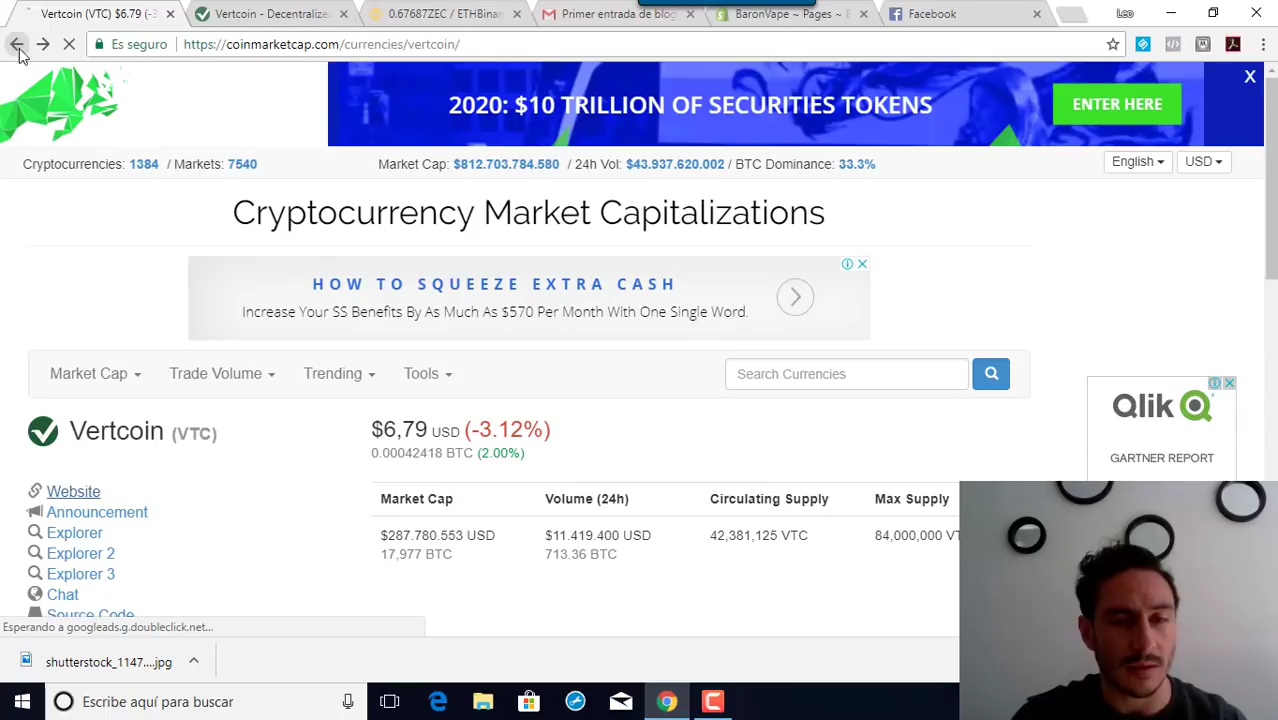 Vertcoin (VTC) $6.79 (-3
Vertcoin - Decentralize
0.67687ZEC / ETHBinan
Primer entrada de blog
BaronVape ~ Pages ~ B
Facebook
Leo
Es seguro
https://coinmarketcap.com/currencies/vertcoin/
2020: $10 TRILLION OF SECURITIES TOKENS
ENTER HERE
X
Cryptocurrencies: 1384 / Markets: 7540
Market Cap: $812.703.784.580 / 24h Vol: $43.937.620.002 / BTC Dominance: 33.3%
English
USD
Cryptocurrency Market Capitalizations
HOW TO SQUEEZE EXTRA CASH
Increase Your SS Benefits By As Much As $570 Per Month With One Single Word.
Market Cap
Trade Volume
Trending
Tools
Search Currencies
Qlik
GARTNER REPORT
Vertcoin (VTC)
$6,79 USD (-3.12%)
0.00042418 BTC (2.00%)
Website
Announcement
Explorer
Explorer 2
Explorer 3
Chat
Source Code
Market Cap
Volume (24h)
Circulating Supply
Max Supply
$287.780.553 USD
$11.419.400 USD
42,381,125 VTC
84,000,000 VT
17,977 BTC
713.36 BTC
Esperando a googleads.g.doubleclick.net...
shutterstock_1147....jpg
Escribe aquí para buscar